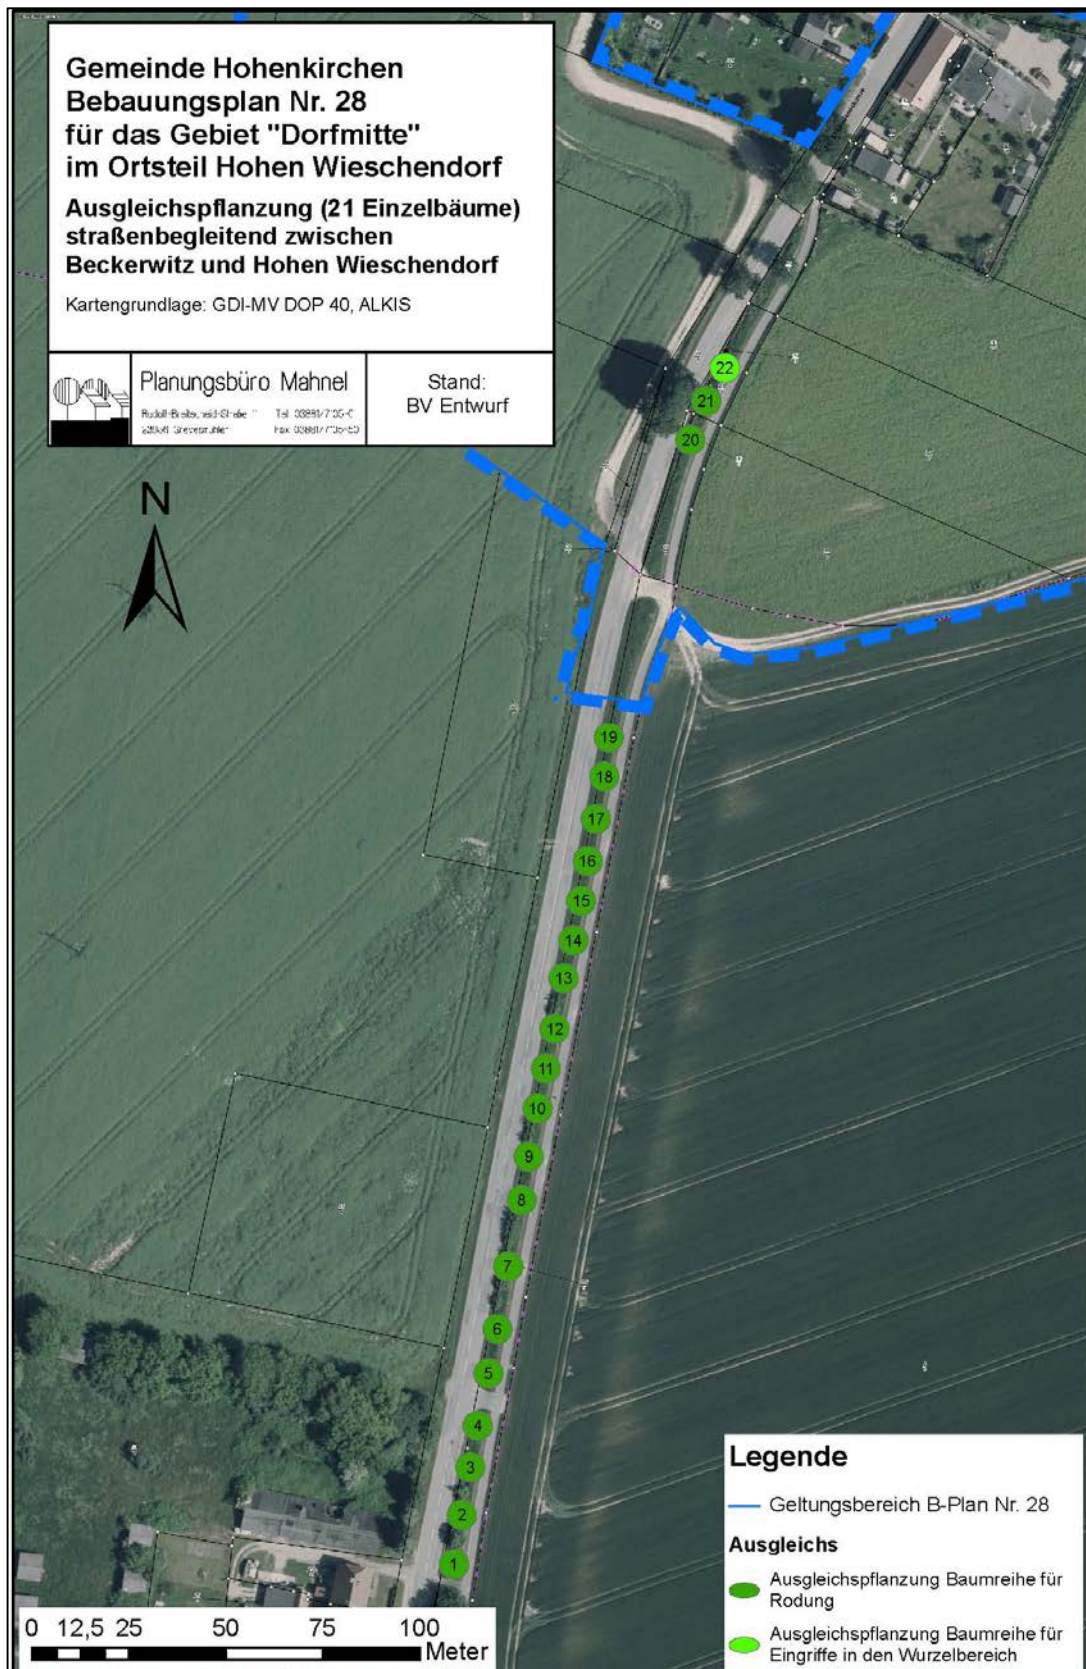 Gemeinde Hohenkirchen
Bebauungsplan Nr. 28
für das Gebiet "Dorfmitte"
im Ortsteil Hohen Wieschendorf
Ausgleichspflanzung (21 Einzelbäume)
straßenbegleitend zwischen
Beckerwitz und Hohen Wieschendorf
Kartengrundlage: GDI-MV DOP 40, ALKIS
Planungsbüro Mahnel
Stand:
BV Entwurf
N
22
21
20
19
18
17
16
15
14
13
12
11
10
9
8
7
6
5
4
3
2
1
Legende
Geltungsbereich B-Plan Nr. 28
Ausgleichs
Ausgleichspflanzung Baumreihe für
Rodung
Ausgleichspflanzung Baumreihe für
Eingriffe in den Wurzelbereich
0 12,5 25 50 75 100
Meter